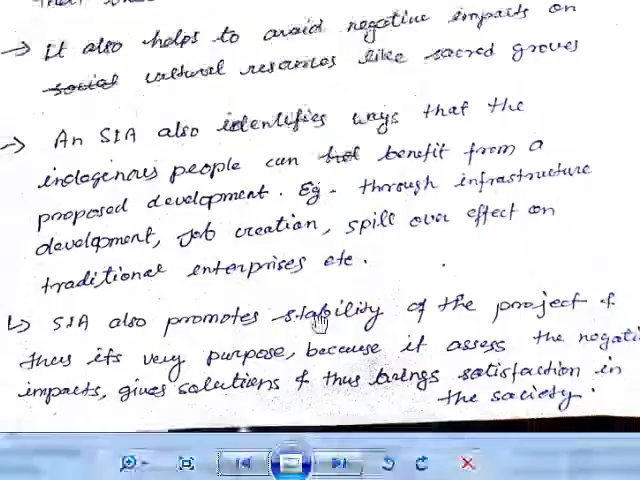 → It also helps to avoid negative impacts on
social cultural resources like sacred groves
→ An SIA also identifies ways that the
indegenous people can not benefit from a
proposed development. Eg. through infrastructure
development, Job creation, spill over effect on
traditional enterprises etc.
↳ SIA also promotes stability of the project &
thus its very purpose, because it assess the negati
impacts, gives solutions & thus brings satisfaction in
the society.